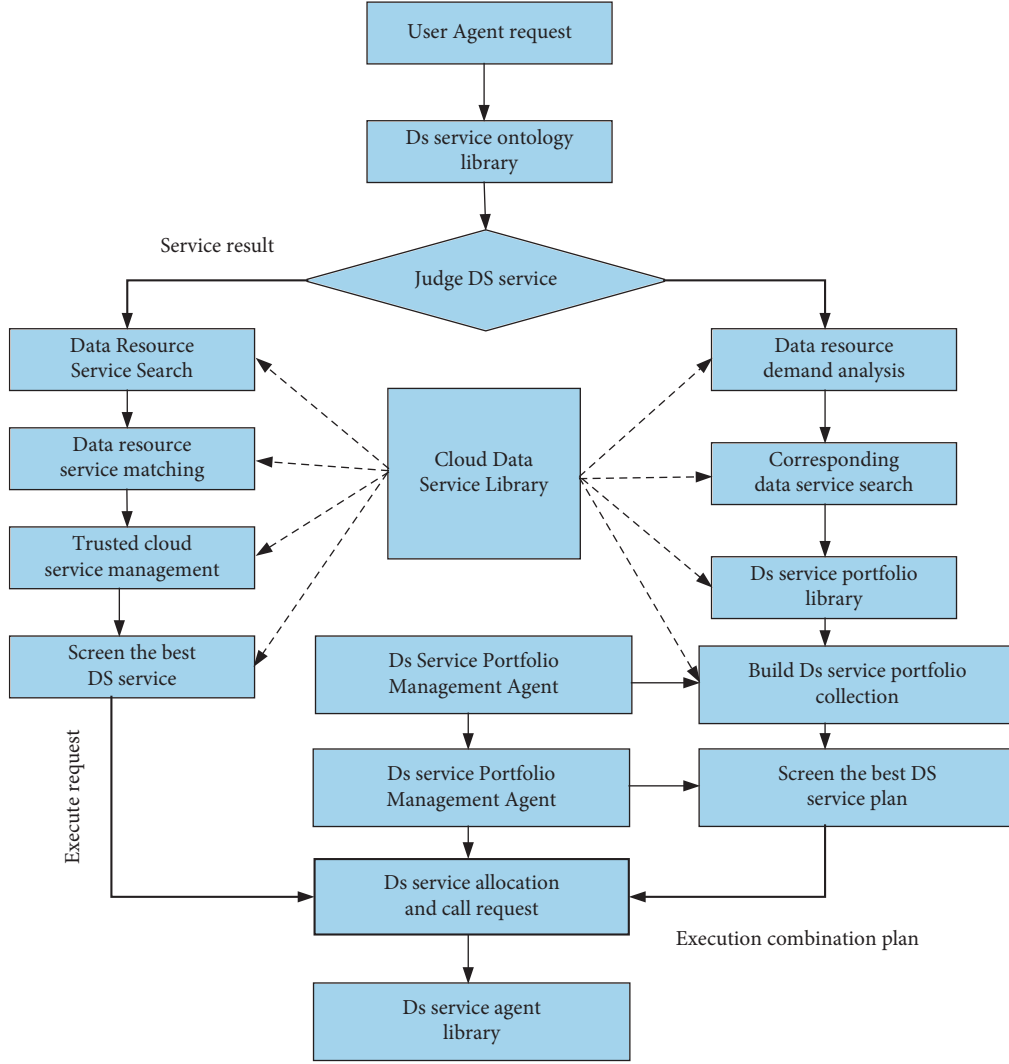 User Agent request
Ds service ontology
library
Service result
Judge DS service
Data Resource
Service Search
Data resource
service matching
Trusted cloud
service management
Screen the best
DS service
Execute request
Cloud Data
Service Library
Data resource
demand analysis
Corresponding
data service search
Ds service portfolio
library
Build Ds service portfolio
collection
Screen the best DS
service plan
Ds Service Portfolio
Management Agent
Ds service Portfolio
Management Agent
Ds service allocation
and call request
Execution combination plan
Ds service agent
library